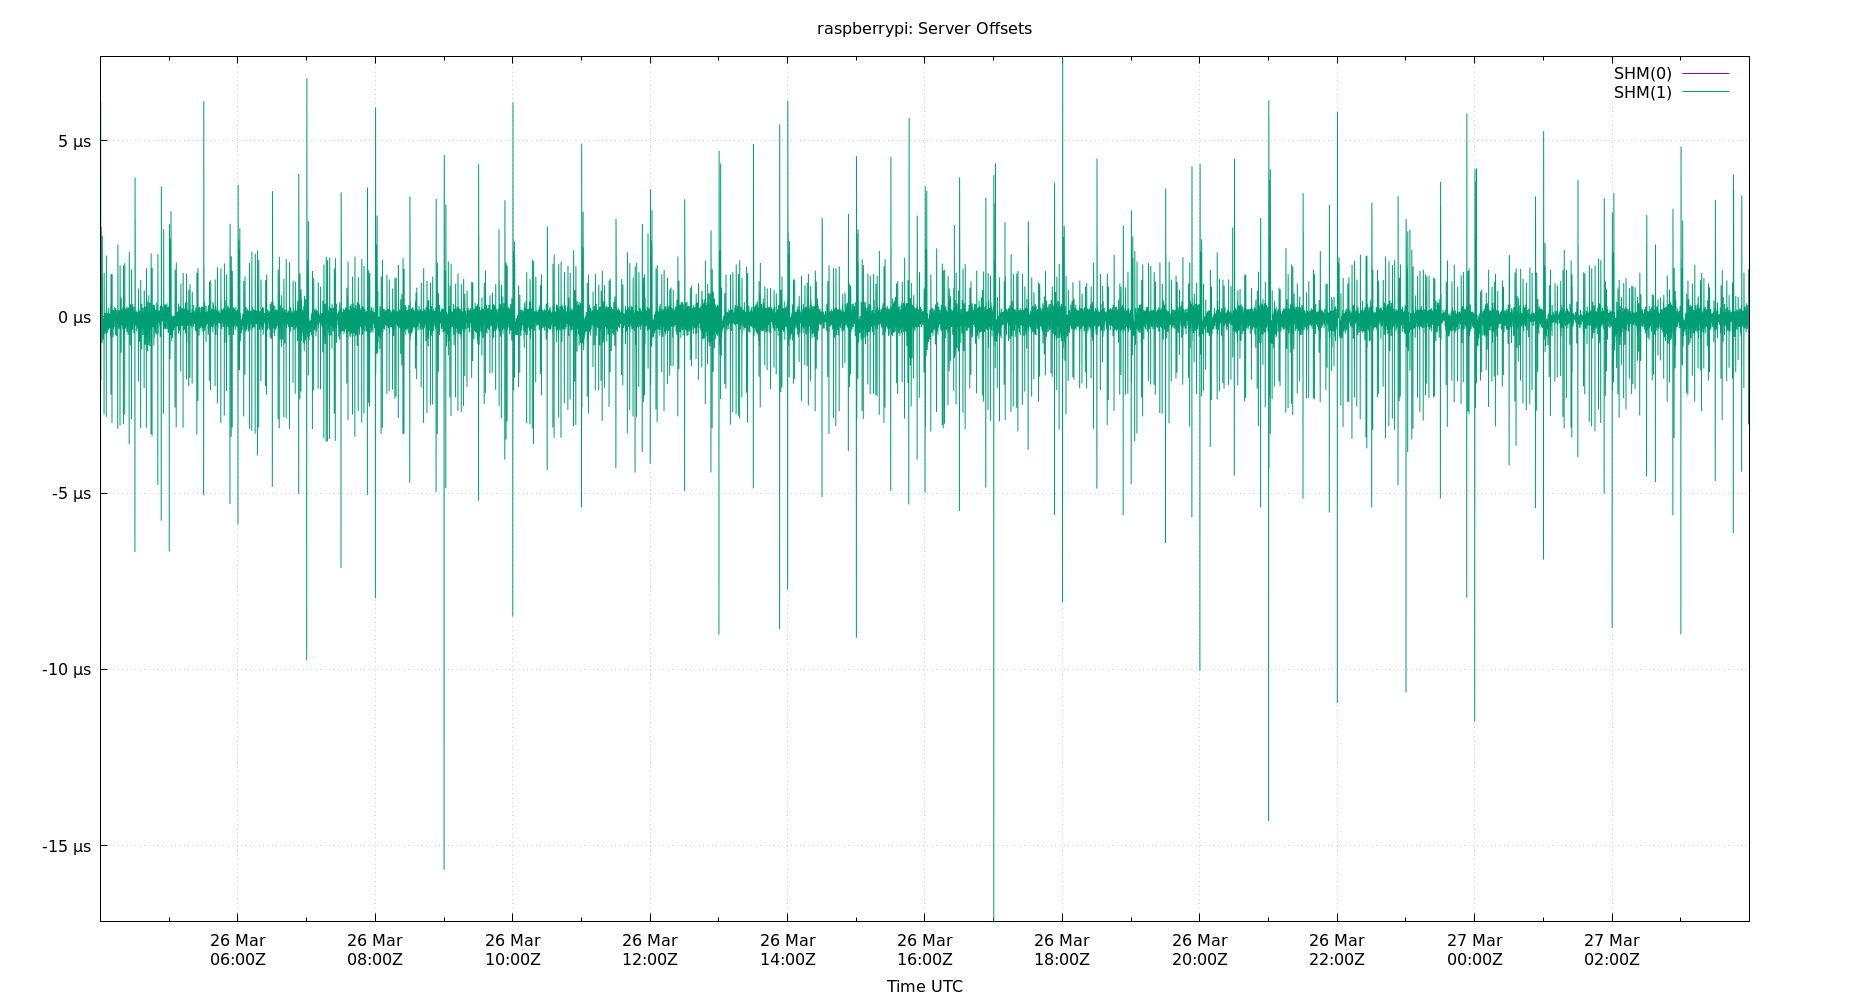 raspberrypi: Server Offsets
SHM(0)
SHM(1)
5 µs
0 µs
-5 µs
-10 µs
-15 µs
26 Mar 26 Mar 26 Mar 26 Mar 26 Mar 26 Mar 26 Mar 26 Mar 26 Mar 27 Mar 27 Mar
06:00Z 08:00Z 10:00Z 12:00Z 14:00Z 16:00Z 18:00Z 20:00Z 22:00Z 00:00Z 02:00Z
Time UTC